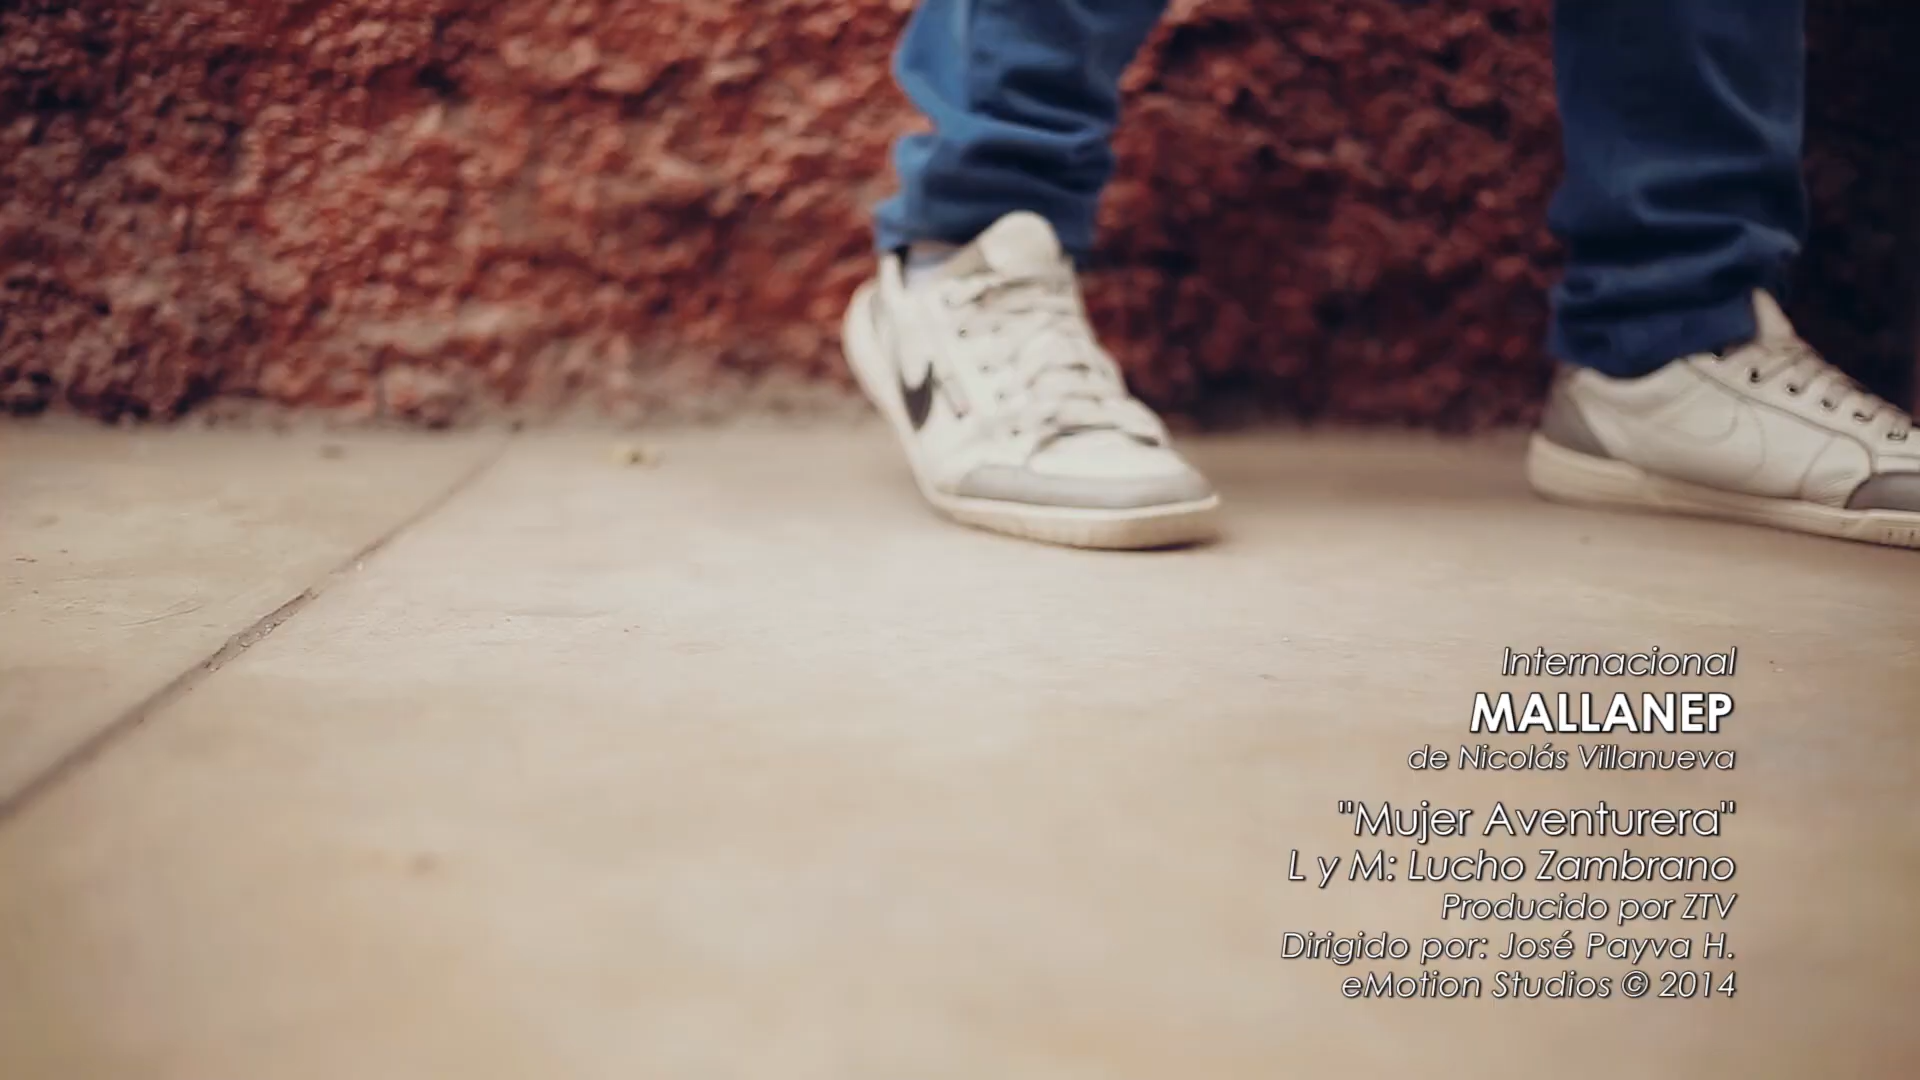 Internacional
MALLANEP
de Nicolás Villanueva
"Mujer Aventurera"
L y M: Lucho Zambrano
Producido por ZTV
Dirigido por: José Payva H.
eMotion Studios © 2014